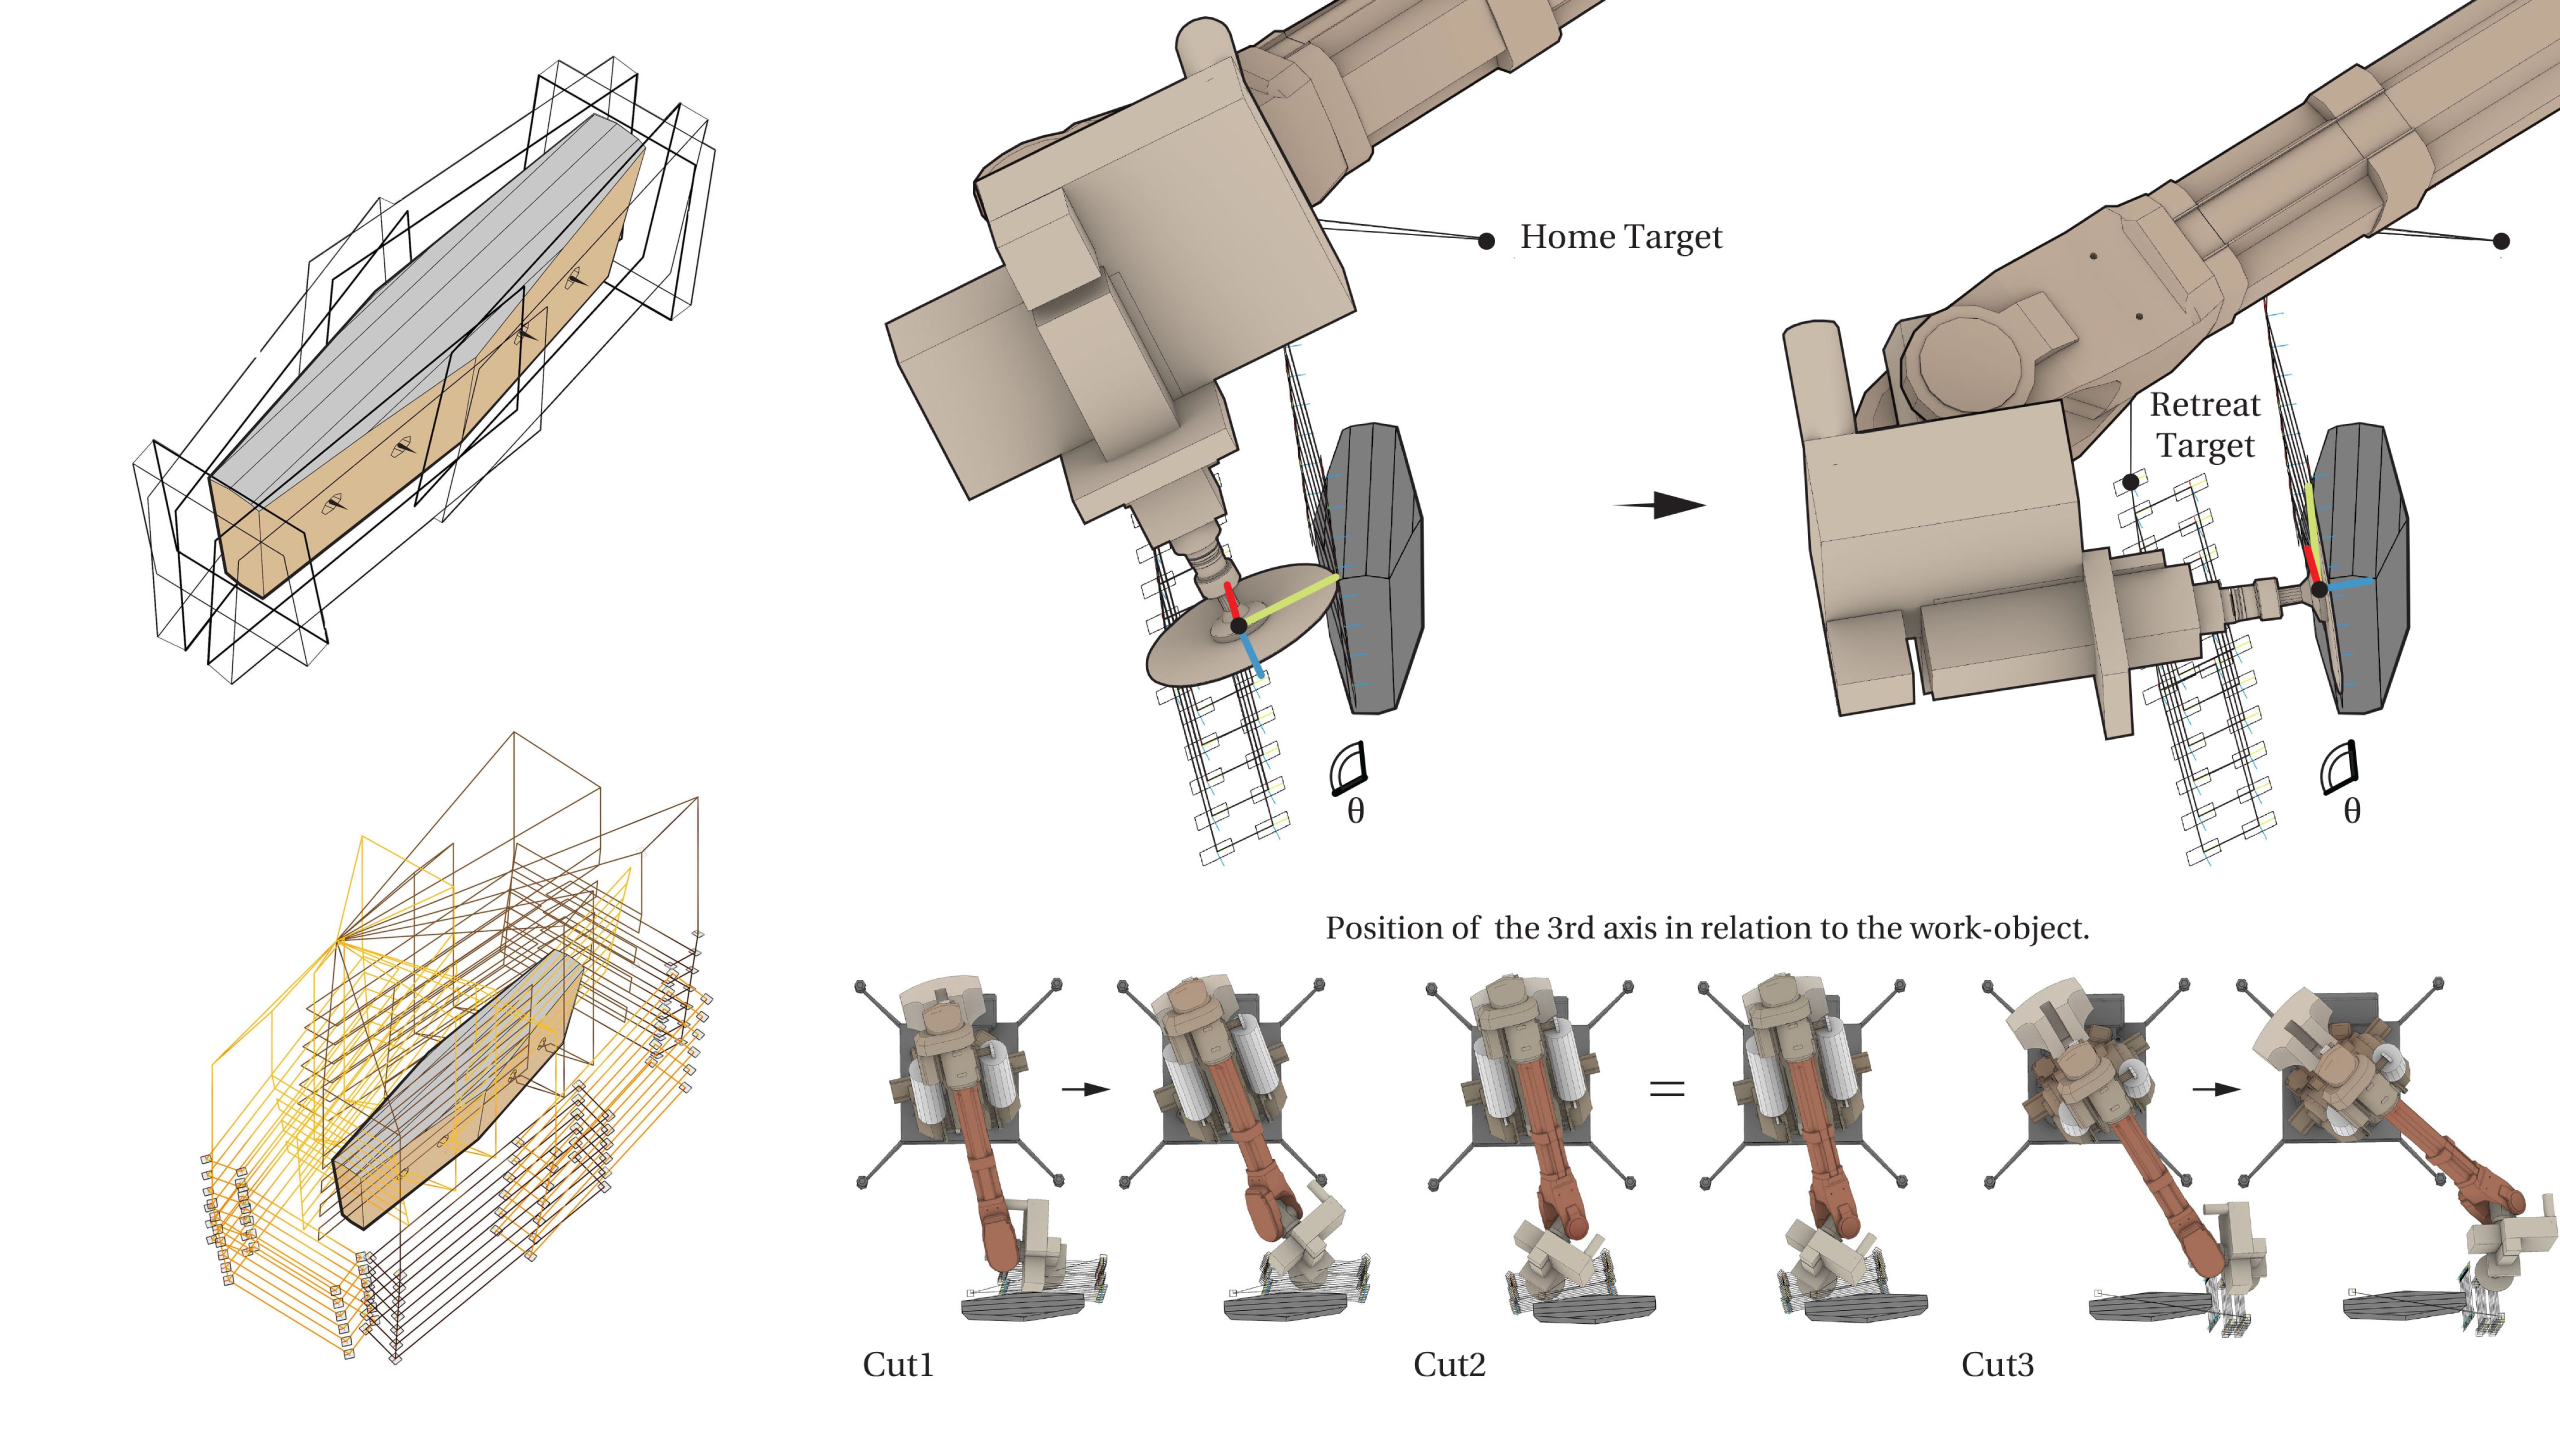 Home Target
Retreat
Target
θ
θ
Position of the 3rd axis in relation to the work-object.
=
Cut1
Cut2
Cut3